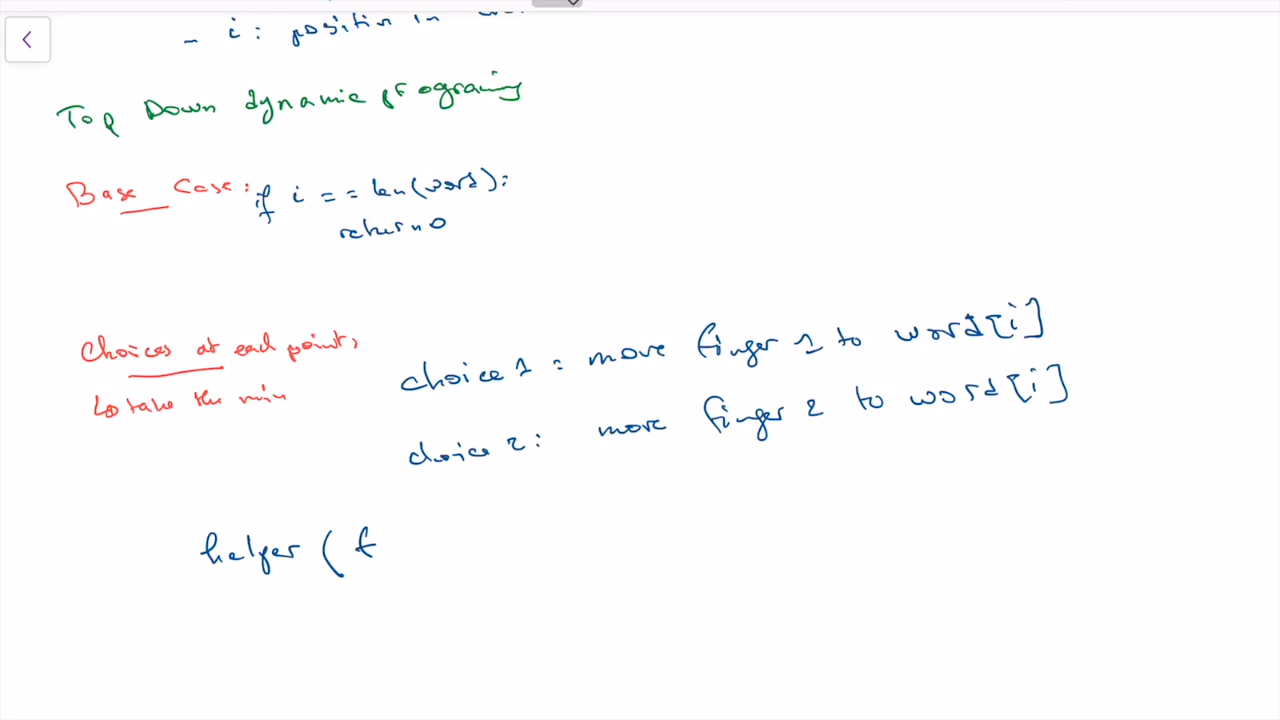 - i: positin in
Top Down dynamic programing
Base Case: if i == len(word):
return 0
Choices at each point,
↳ take the min
choice 1: move finger 1 to word[i]
choice 2: move finger 2 to word[i]
helper ( f